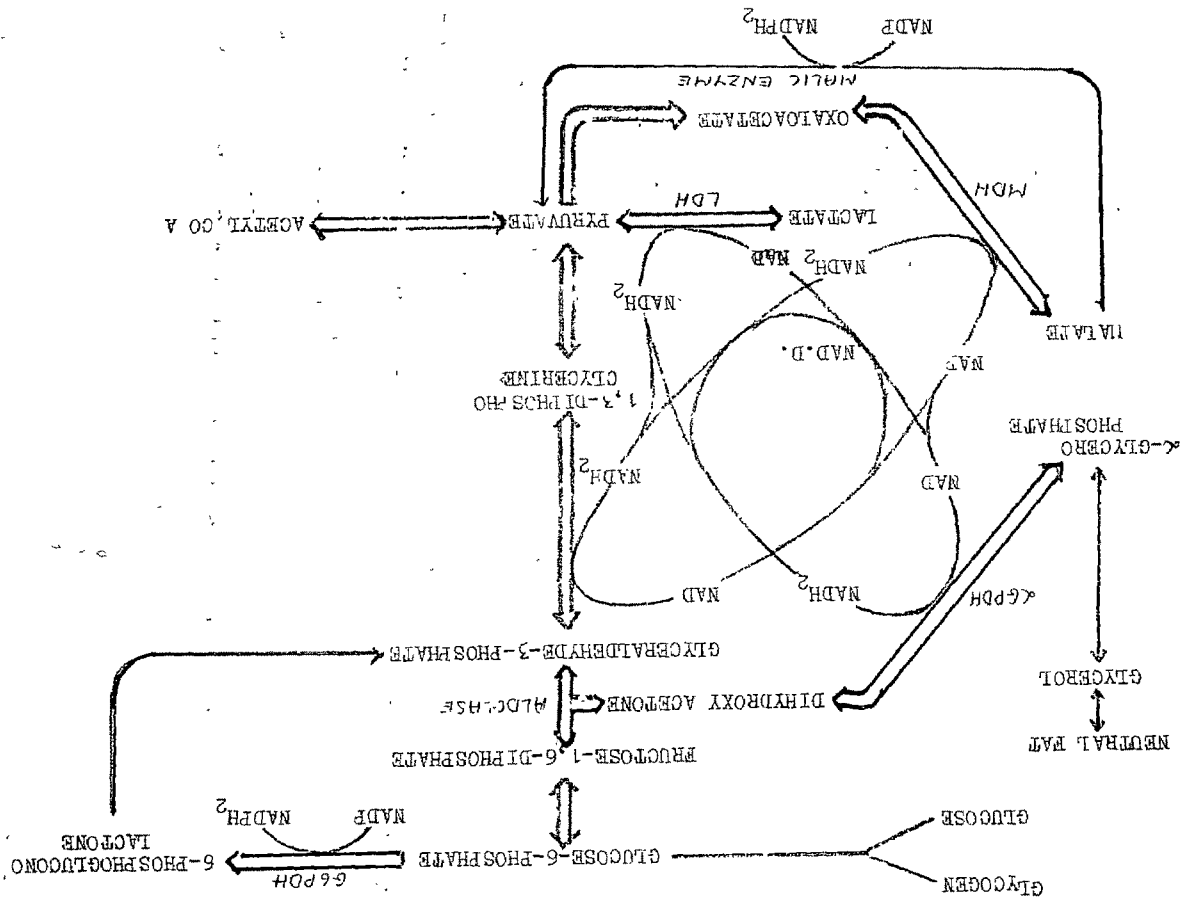 GLYCOGEN
G6PDH
GLUCOSE-6-PHOSPHATE
6-PHOSPHOGLUCONO
LACTONE
GLUCOSE
NADP
NADPH2
NEUTRAL FAT
FRUCTOSE-1,6-DIPHOSPHATE
GLYCEROL
DIHYDROXY ACETONE
ALDOLASE
GLYCERALDEHYDE-3-PHOSPHATE
αGPDH
NADH2
NAD
NAD
NADH2
α-GLYCERO
PHOSPHATE
1,3-DIPHOSPHO
GLYCERINE
NAD
NAD.D.
MALATE
NADH2
NADH2
NAD
LACTATE
LDH
PYRUVATE
ACETYL CO A
MDH
OXALOACETATE
MALIC ENZYME
NADP
NADPH2